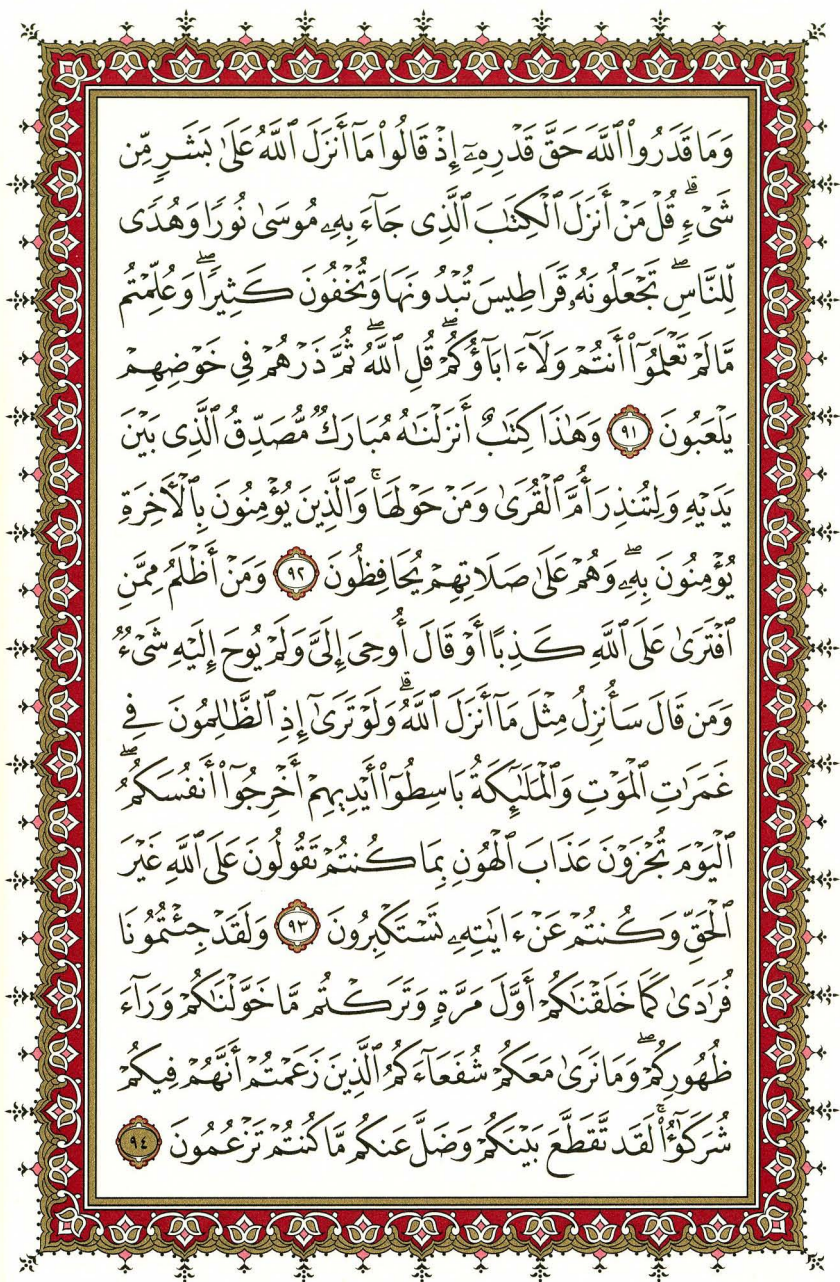 وَمَا قَدَرُوا۟ ٱللَّهَ حَقَّ قَدْرِهِۦٓ إِذْ قَالُوا۟ مَآ أَنزَلَ ٱللَّهُ عَلَىٰ بَشَرٍ مِّن
شَىْءٍۗ قُلْ مَنْ أَنزَلَ ٱلْكِتَٰبَ ٱلَّذِى جَآءَ بِهِۦ مُوسَىٰ نُورًا وَهُدًى
لِّلنَّاسِۖ تَجْعَلُونَهُۥ قَرَاطِيسَ تُبْدُونَهَا وَتُخْفُونَ كَثِيرًاۖ وَعُلِّمْتُم
مَّا لَمْ تَعْلَمُوٓا۟ أَنتُمْ وَلَآ ءَابَآؤُكُمْۖ قُلِ ٱللَّهُۖ ثُمَّ ذَرْهُمْ فِى خَوْضِهِمْ
يَلْعَبُونَ ٩١ وَهَٰذَا كِتَٰبٌ أَنزَلْنَٰهُ مُبَارَكٌ مُّصَدِّقُ ٱلَّذِى بَيْنَ
يَدَيْهِ وَلِتُنذِرَ أُمَّ ٱلْقُرَىٰ وَمَنْ حَوْلَهَاۚ وَٱلَّذِينَ يُؤْمِنُونَ بِٱلْءَاخِرَةِ
يُؤْمِنُونَ بِهِۦۖ وَهُمْ عَلَىٰ صَلَاتِهِمْ يُحَافِظُونَ ٩٢ وَمَنْ أَظْلَمُ مِمَّنِ
ٱفْتَرَىٰ عَلَى ٱللَّهِ كَذِبًا أَوْ قَالَ أُوحِىَ إِلَىَّ وَلَمْ يُوحَ إِلَيْهِ شَىْءٌ
وَمَن قَالَ سَأُنزِلُ مِثْلَ مَآ أَنزَلَ ٱللَّهُۗ وَلَوْ تَرَىٰٓ إِذِ ٱلظَّٰلِمُونَ فِى
غَمَرَٰتِ ٱلْمَوْتِ وَٱلْمَلَٰٓئِكَةُ بَاسِطُوٓا۟ أَيْدِيهِمْ أَخْرِجُوٓا۟ أَنفُسَكُمُۖ
ٱلْيَوْمَ تُجْزَوْنَ عَذَابَ ٱلْهُونِ بِمَا كُنتُمْ تَقُولُونَ عَلَى ٱللَّهِ غَيْرَ
ٱلْحَقِّ وَكُنتُمْ عَنْ ءَايَٰتِهِۦ تَسْتَكْبِرُونَ ٩٣ وَلَقَدْ جِئْتُمُونَا
فُرَٰدَىٰ كَمَا خَلَقْنَٰكُمْ أَوَّلَ مَرَّةٍ وَتَرَكْتُم مَّا خَوَّلْنَٰكُمْ وَرَآءَ
ظُهُورِكُمْۖ وَمَا نَرَىٰ مَعَكُمْ شُفَعَآءَكُمُ ٱلَّذِينَ زَعَمْتُمْ أَنَّهُمْ فِيكُمْ
شُرَكَٰٓؤُا۟ۚ لَقَد تَّقَطَّعَ بَيْنَكُمْ وَضَلَّ عَنكُم مَّا كُنتُمْ تَزْعُمُونَ ٩٤